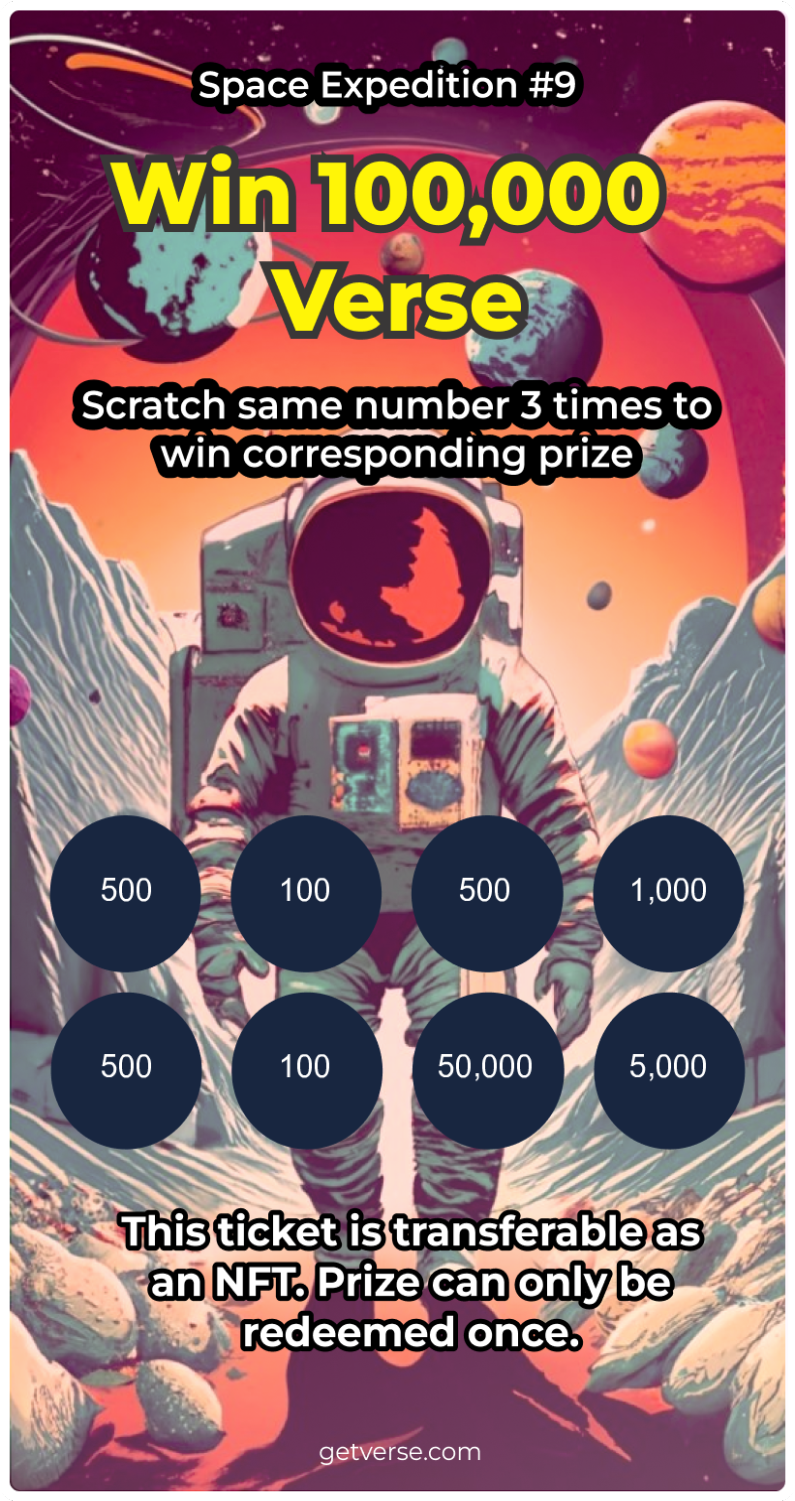 Space Expedition #9
Win 100,000
Verse
Scratch same number 3 times to
win corresponding prize
500 100 500 1,000
500 100 50,000 5,000
This ticket is transferable as
an NFT. Prize can only be
redeemed once.
getverse.com